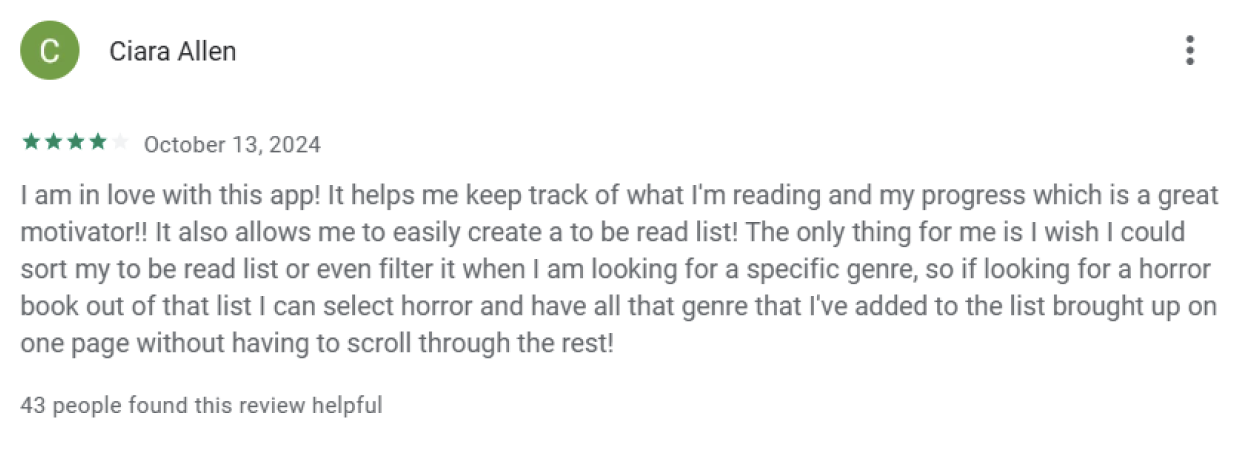 C
Ciara Allen
October 13, 2024
I am in love with this app! It helps me keep track of what I'm reading and my progress which is a great
motivator!! It also allows me to easily create a to be read list! The only thing for me is I wish I could
sort my to be read list or even filter it when I am looking for a specific genre, so if looking for a horror
book out of that list I can select horror and have all that genre that I've added to the list brought up on
one page without having to scroll through the rest!
43 people found this review helpful